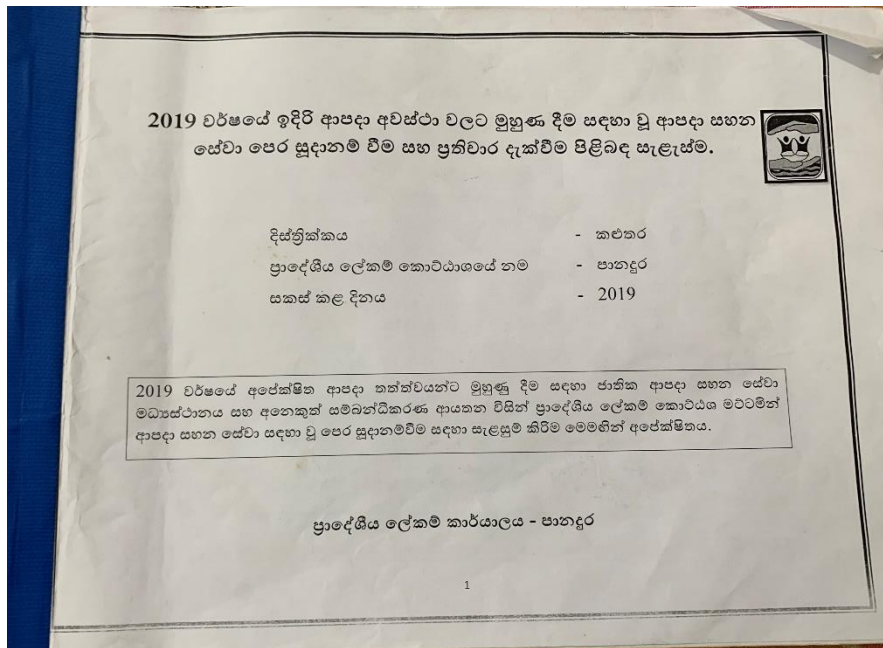 2019 වර්ෂයේ ඉදිරි ආපදා අවස්ථා වලට මුහුණ දීම සඳහා වූ ආපදා සහන
සේවා පෙර සූදානම් වීම සහ ප්‍රතිචාර දැක්වීම පිළිබඳ සැළැස්ම.
දිස්ත්‍රික්කය - කළුතර
ප්‍රාදේශීය ලේකම් කොට්ඨාශයේ නම - පානදුර
සකස් කළ දිනය - 2019
2019 වර්ෂයේ අපේක්ෂිත ආපදා තත්ත්වයන්ට මුහුණු දීම සඳහා ජාතික ආපදා සහන සේවා
මධ්‍යස්ථානය සහ අනෙකුත් සම්බන්ධීකරණ ආයතන විසින් ප්‍රාදේශීය ලේකම් කොට්ඨශ මට්ටමින්
ආපදා සහන සේවා සඳහා වූ පෙර සූදානම්වීම සඳහා සැළසුම් කිරිම මෙමඟින් අපේක්ෂිතය.
ප්‍රාදේශීය ලේකම් කාර්යාලය - පානදුර
1